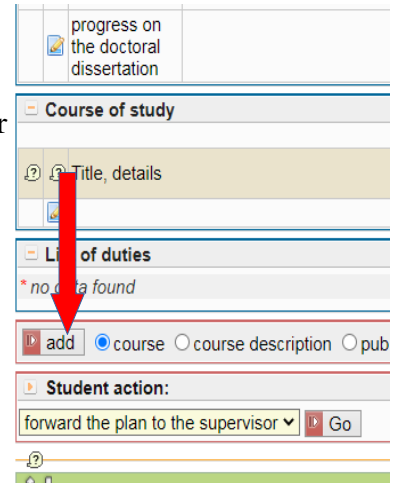 progress on
the doctoral
dissertation
r
Course of study
Title, details
List of duties
* no data found
add course course description pub
Student action:
forward the plan to the supervisor Go